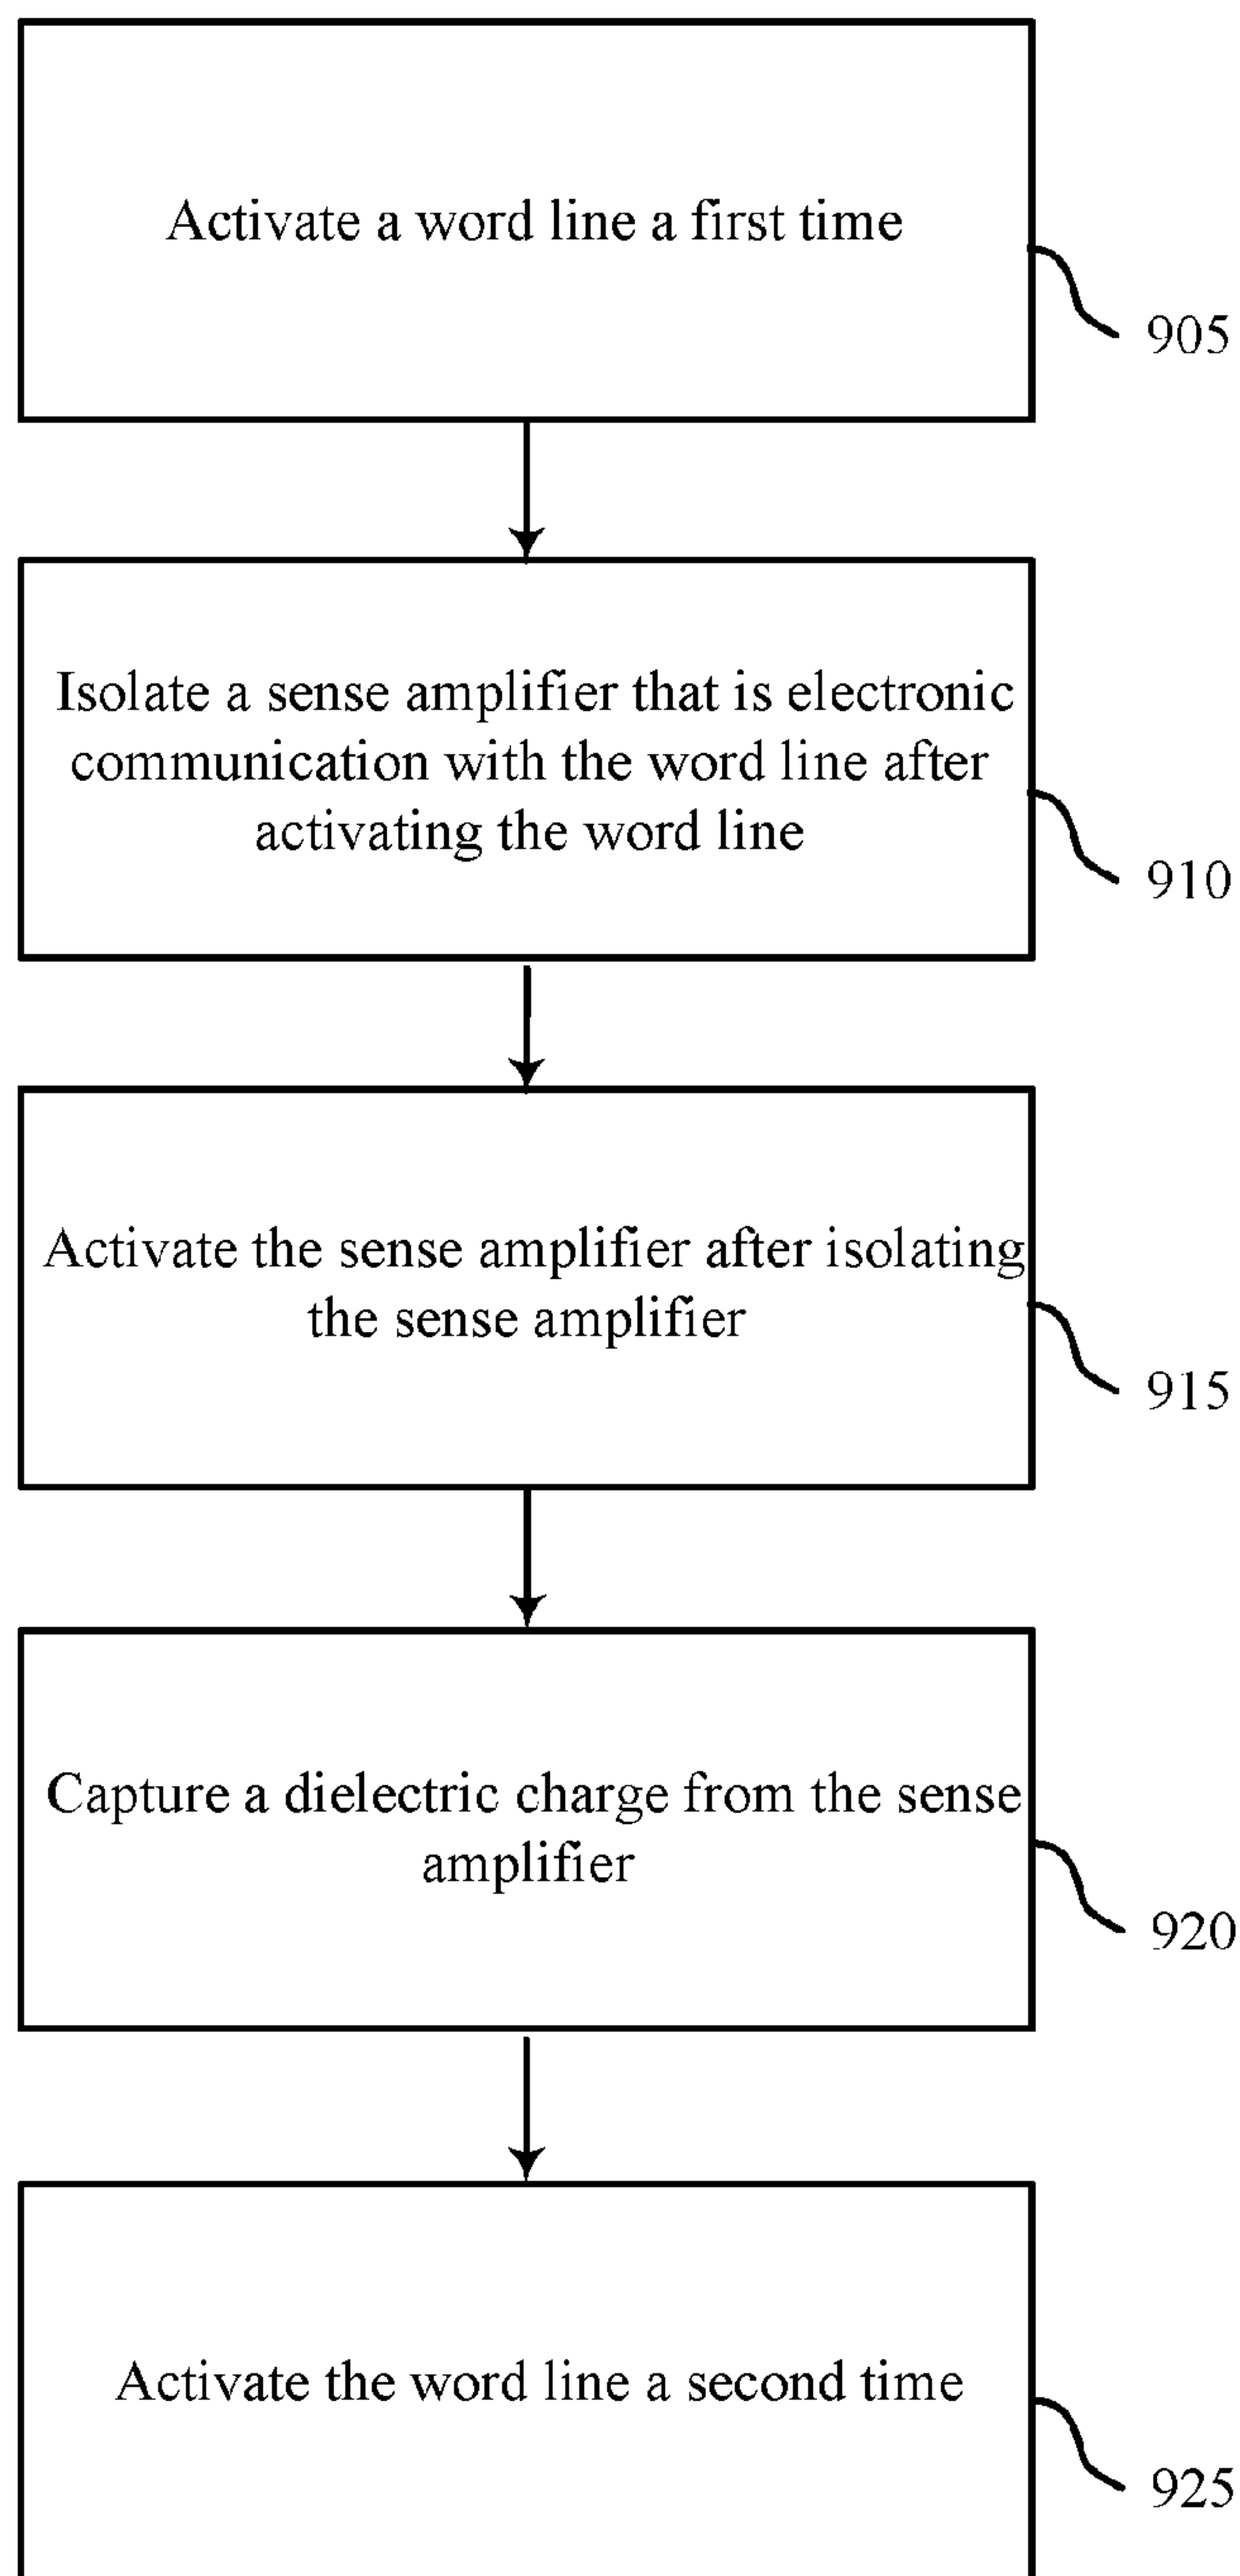 Activate a word line a first time
905
Isolate a sense amplifier that is electronic
communication with the word line after
activating the word line
910
Activate the sense amplifier after isolating
the sense amplifier
915
Capture a dielectric charge from the sense
amplifier
920
Activate the word line a second time
925